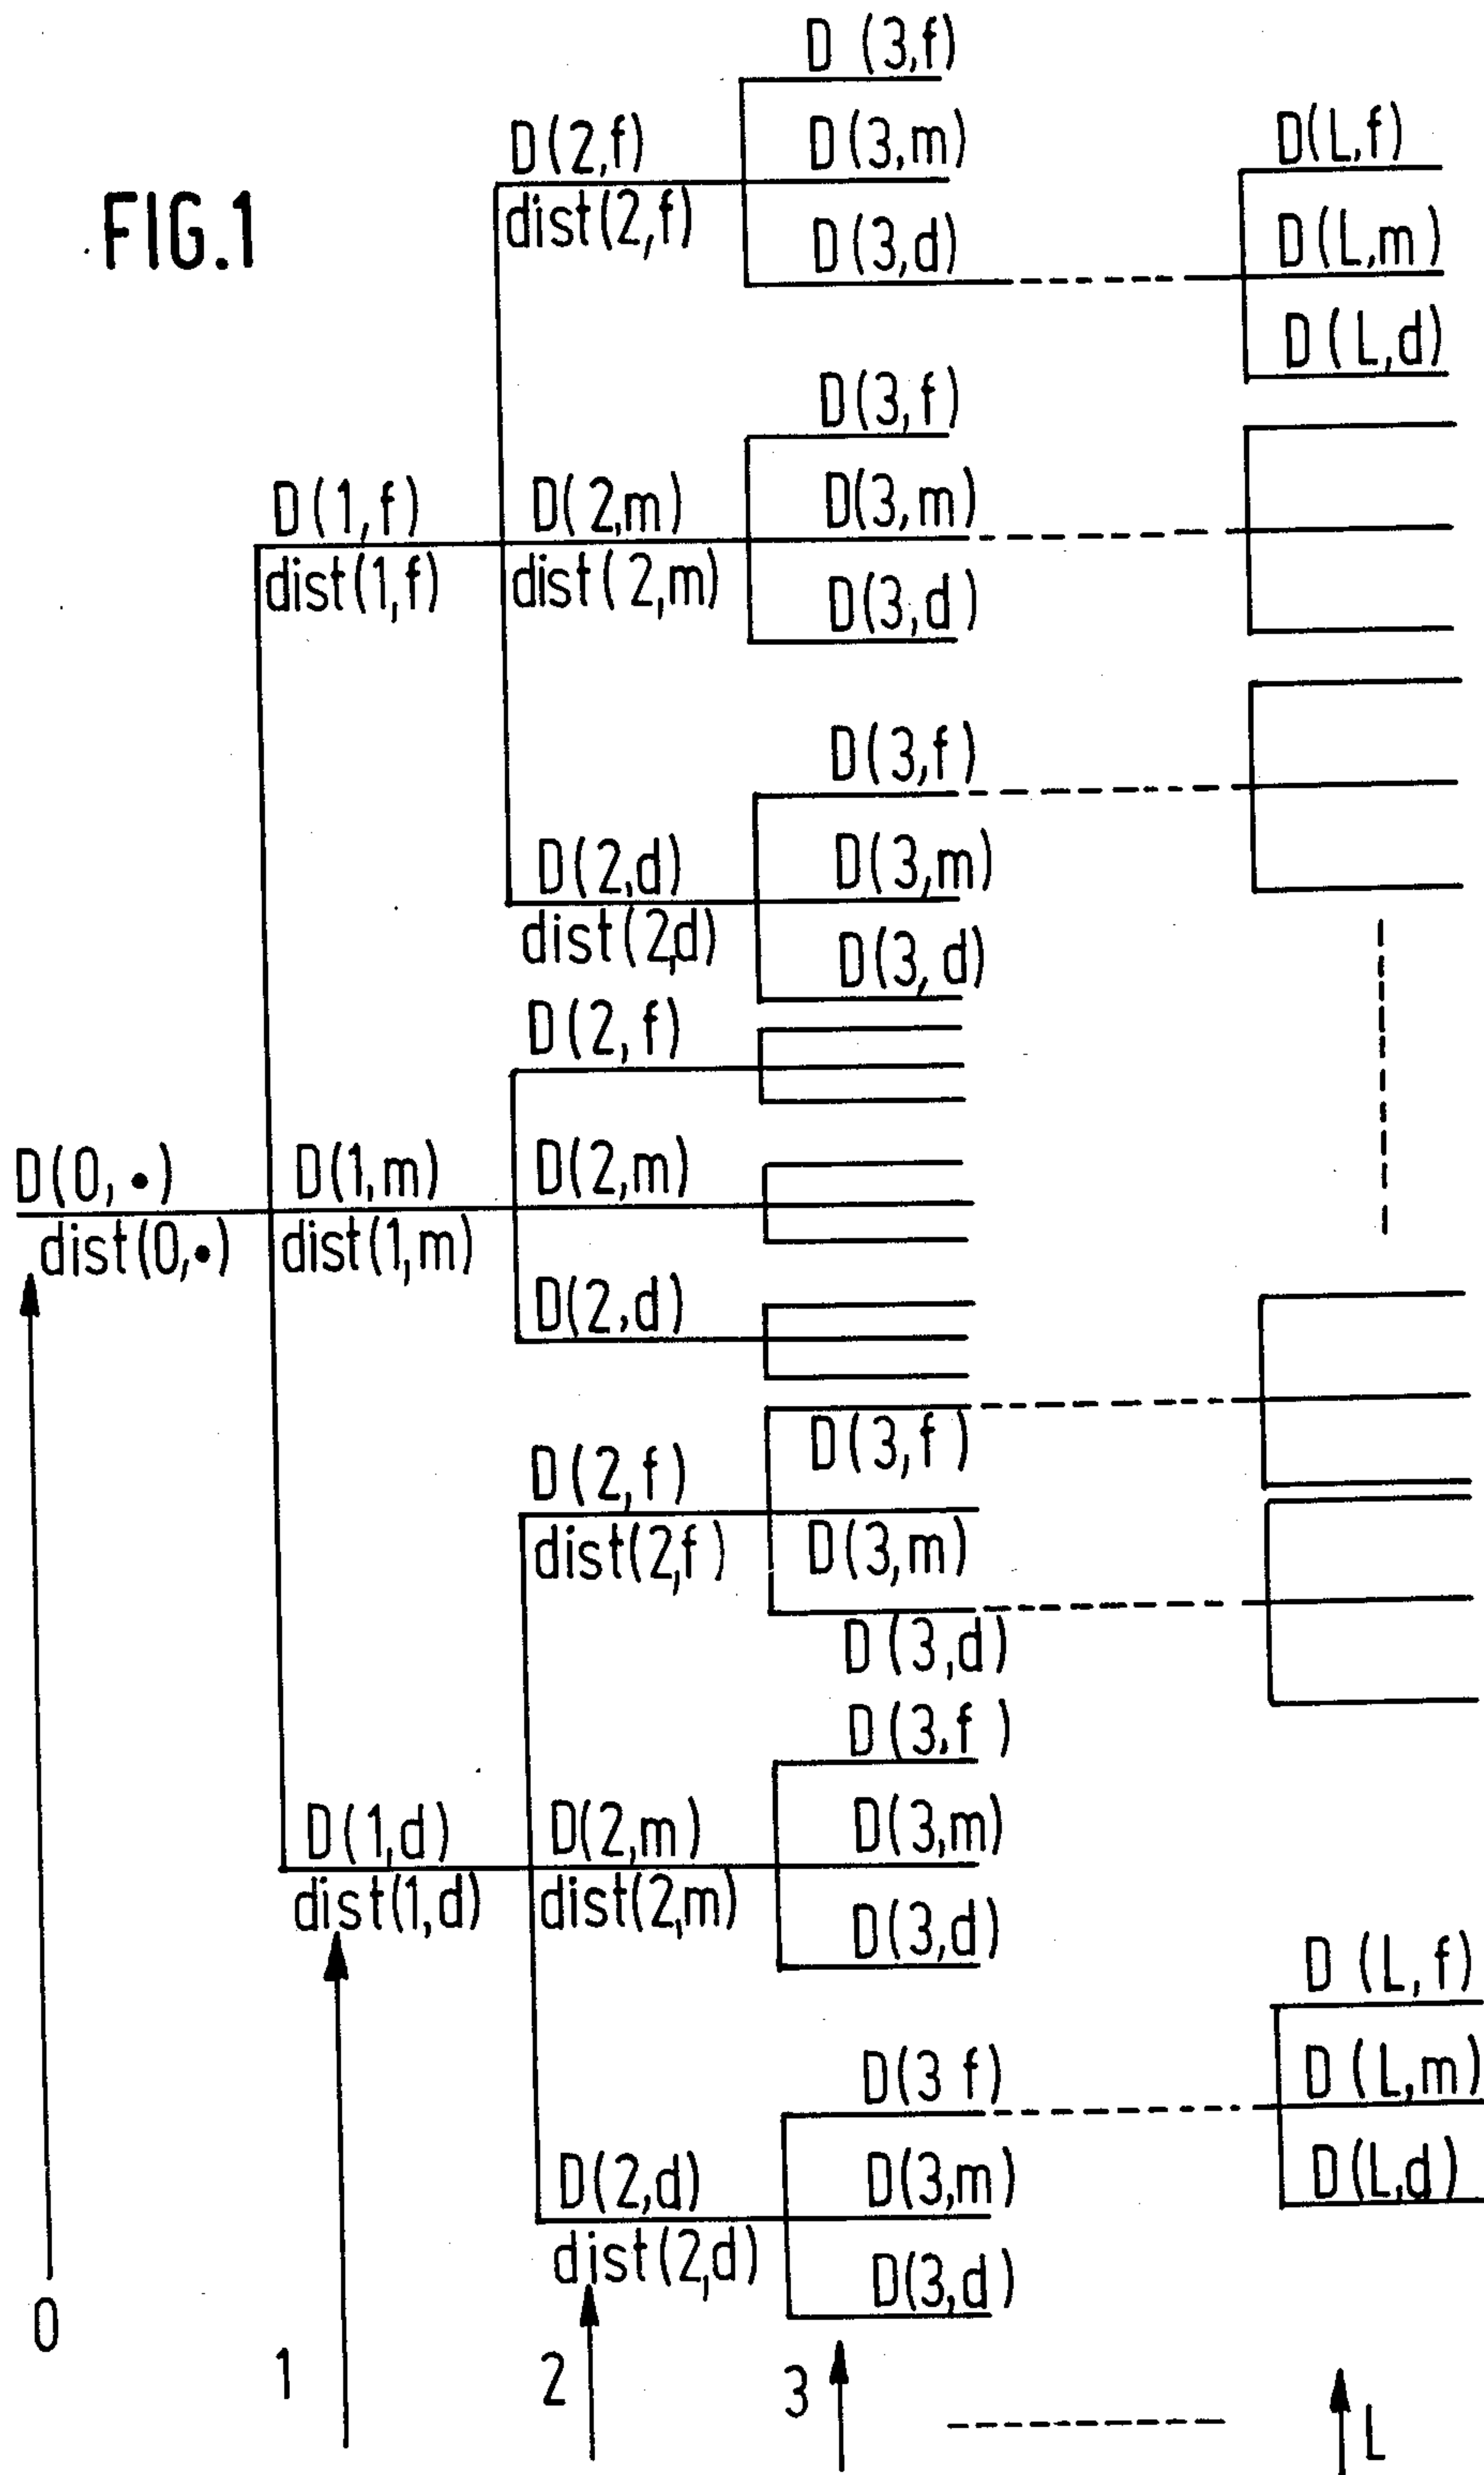 FIG.1
D (3,f)
D(3,m)
D(3,d)
D(2,f)
dist(2,f)
D(L,f)
D(L,m)
D(L,d)
D(3,f)
D(3,m)
D(3,d)
D(1,f)
dist(1,f)
D(2,m)
dist(2,m)
D(3,f)
D(3,m)
D(3,d)
D(2,d)
dist(2,d)
D(2,f)
D(0,•)
dist(0,•)
D(1,m)
dist(1,m)
D(2,m)
D(2,d)
D(3,f)
D(3,m)
D(3,d)
D(2,f)
dist(2,f)
D(3,f)
D(3,m)
D(3,d)
D(1,d)
dist(1,d)
D(2,m)
dist(2,m)
D (L,f)
D (L,m)
D(L,d)
D(3 f)
D(3,m)
D(3,d)
D(2,d)
dist(2,d)
0
1
2
3
L